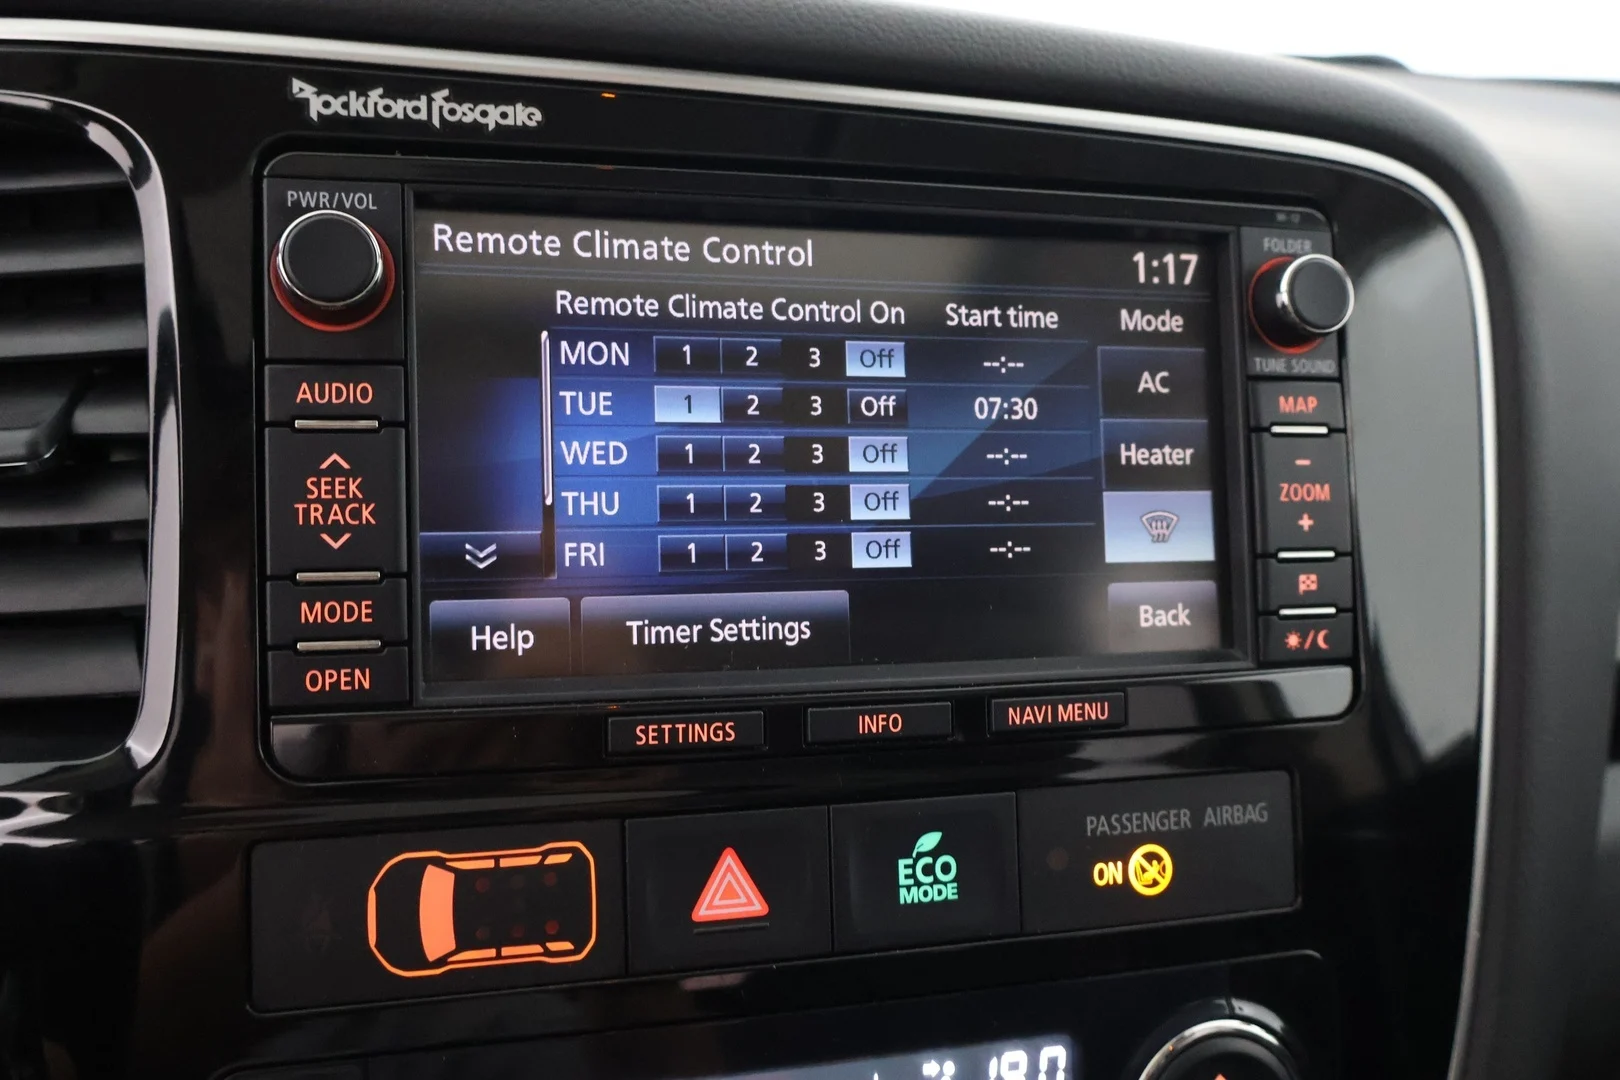 Rockford Fosgate
PWR/VOL
AUDIO
SEEK
TRACK
MODE
OPEN
Remote Climate Control
1:17
Remote Climate Control On Start time Mode
MON 1 2 3 Off --:--
TUE 1 2 3 Off 07:30
WED 1 2 3 Off --:--
THU 1 2 3 Off --:--
FRI 1 2 3 Off --:--
AC
Heater
Back
Help
Timer Settings
FOLDER
TUNE SOUND
MAP
−
ZOOM
+
SETTINGS
INFO
NAVI MENU
ECO
MODE
PASSENGER AIRBAG
ON